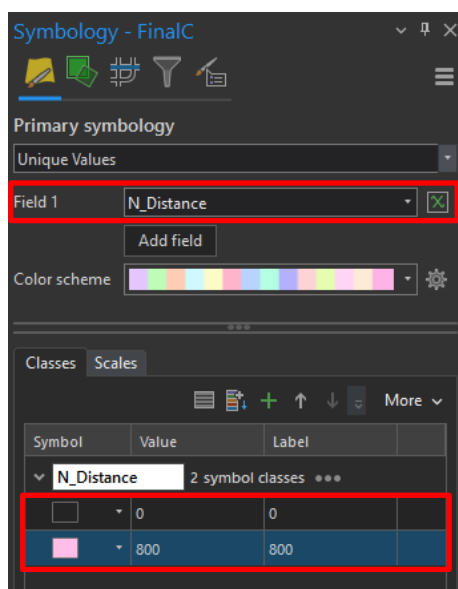 Symbology - FinalC
Primary symbology
Unique Values
Field 1 N_Distance
Add field
Color scheme
Classes Scales
More
Symbol Value Label
N_Distance 2 symbol classes
0 0
800 800